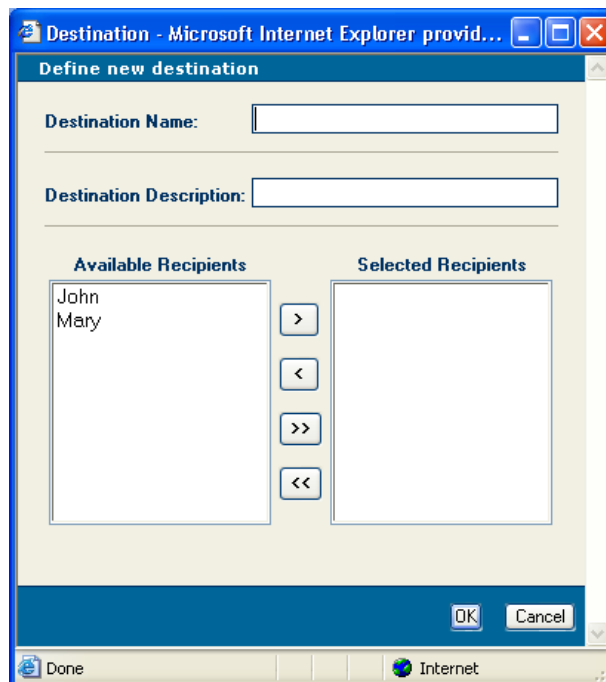 Destination - Microsoft Internet Explorer provid...
Define new destination
Destination Name:
Destination Description:
Available Recipients
Selected Recipients
John
Mary
>
<
>>
<<
OK
Cancel
Done
Internet